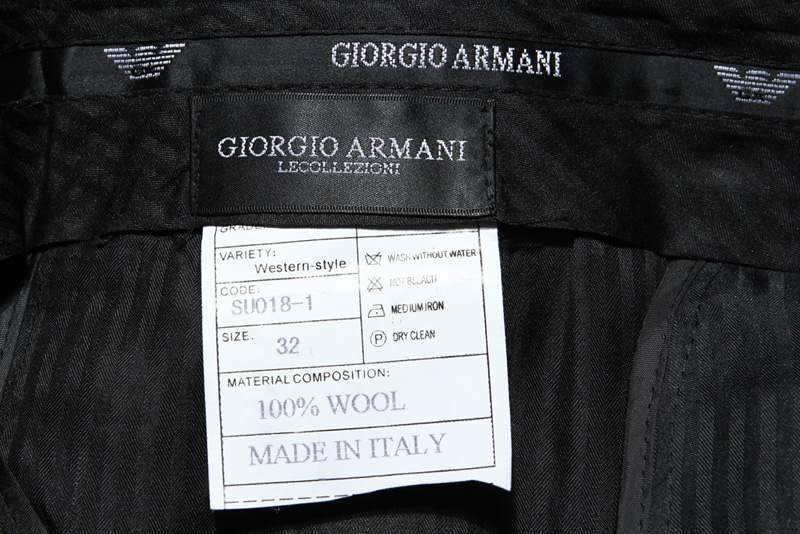 GIORGIO ARMANI
GIORGIO ARMANI
LECOLLEZIONI
VARIETY:
Western-style
CODE:
SU018-1
SIZE.
32
WASH WITHOUT WATER
NOT BLEACH
MEDIUM IRON
P DRY CLEAN
MATERIAL COMPOSITION:
100% WOOL
MADE IN ITALY